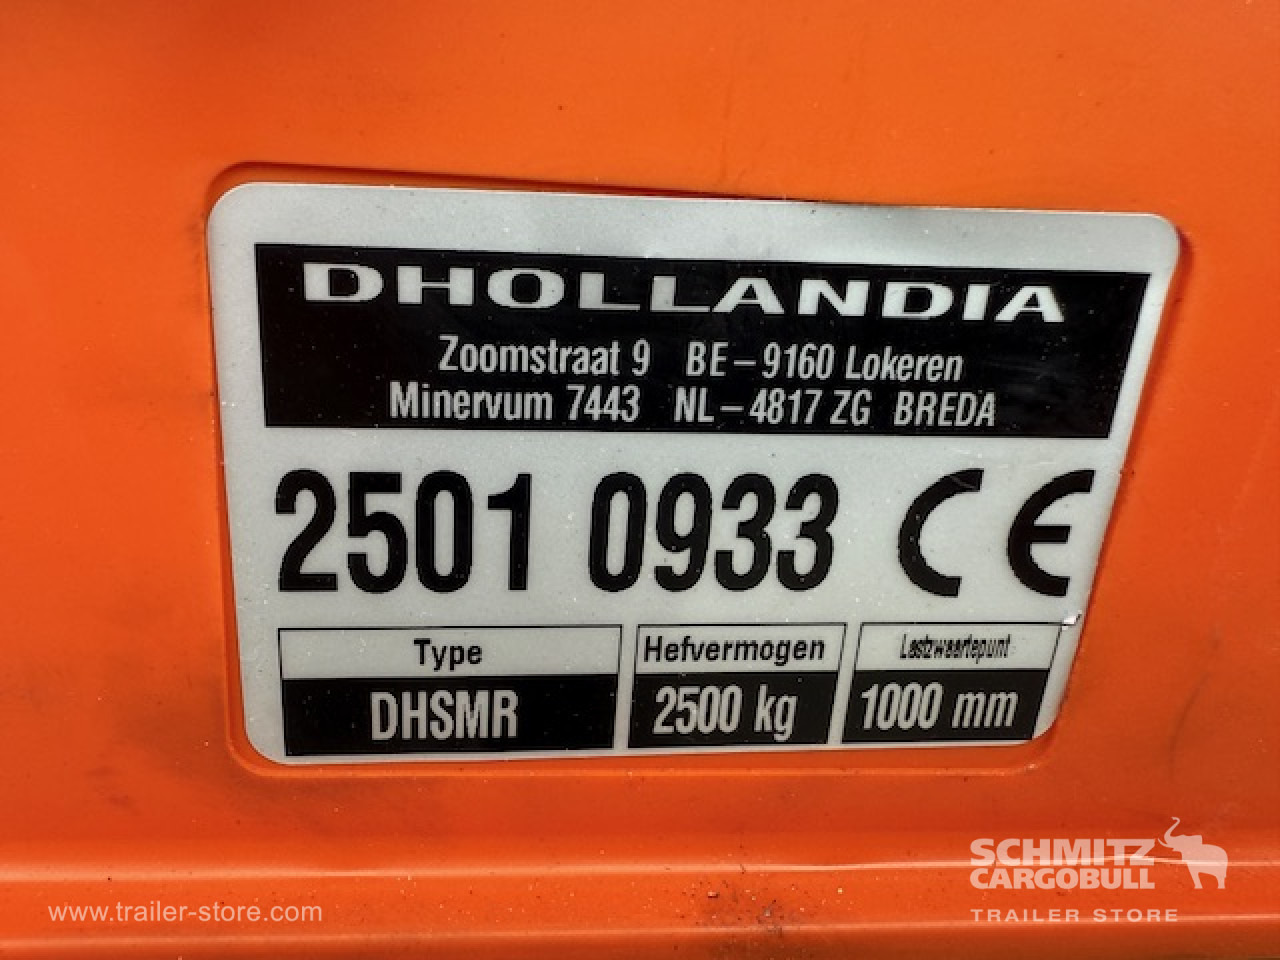 DHOLLANDIA
Zoomstraat 9 BE-9160 Lokeren
Minervum 7443 NL-4817 ZG BREDA
2501 0933 CE
Type Hefvermogen Lastzwaartepunt
DHSMR 2500 kg 1000 mm
SCHMITZ
CARGOBULL
www.trailer-store.com TRAILER STORE